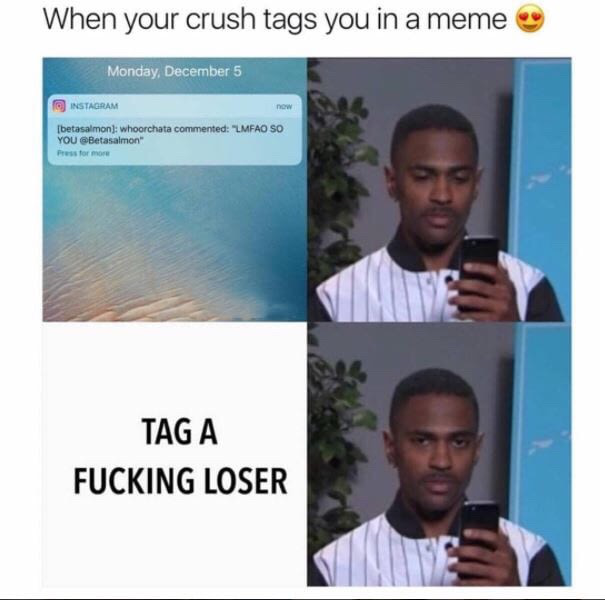 When your crush tags you in a meme 😍
Monday, December 5
INSTAGRAM now
[betasalmon]: whoorchata commented: "LMFAO SO
YOU @Betasalmon"
Press for more
TAG A
FUCKING LOSER